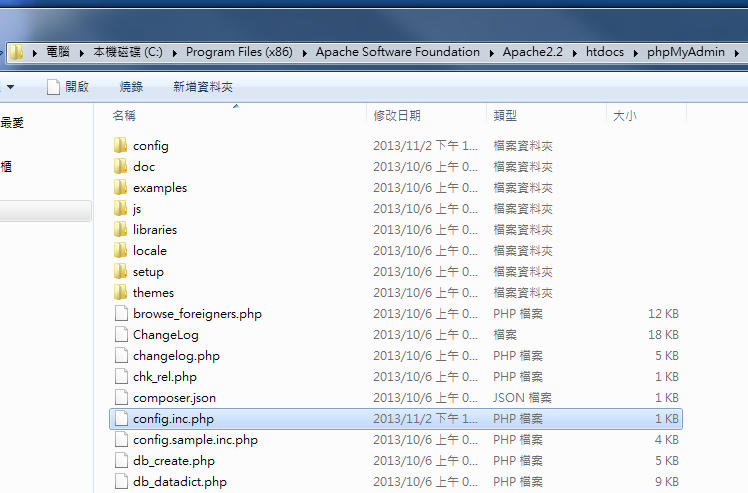 電腦 本機磁碟 (C:) Program Files (x86) Apache Software Foundation Apache2.2 htdocs phpMyAdmin
開啟 燒錄 新增資料夾
名稱 修改日期 類型 大小
最愛
櫃
config 2013/11/2 下午 1... 檔案資料夾
doc 2013/10/6 上午 0... 檔案資料夾
examples 2013/10/6 上午 0... 檔案資料夾
js 2013/10/6 上午 0... 檔案資料夾
libraries 2013/10/6 上午 0... 檔案資料夾
locale 2013/10/6 上午 0... 檔案資料夾
setup 2013/10/6 上午 0... 檔案資料夾
themes 2013/10/6 上午 0... 檔案資料夾
browse_foreigners.php 2013/10/6 上午 0... PHP 檔案 12 KB
ChangeLog 2013/10/6 上午 0... 檔案 18 KB
changelog.php 2013/10/6 上午 0... PHP 檔案 5 KB
chk_rel.php 2013/10/6 上午 0... PHP 檔案 1 KB
composer.json 2013/10/6 上午 0... JSON 檔案 1 KB
config.inc.php 2013/11/2 下午 1... PHP 檔案 1 KB
config.sample.inc.php 2013/10/6 上午 0... PHP 檔案 4 KB
db_create.php 2013/10/6 上午 0... PHP 檔案 5 KB
db_datadict.php 2013/10/6 上午 0... PHP 檔案 9 KB